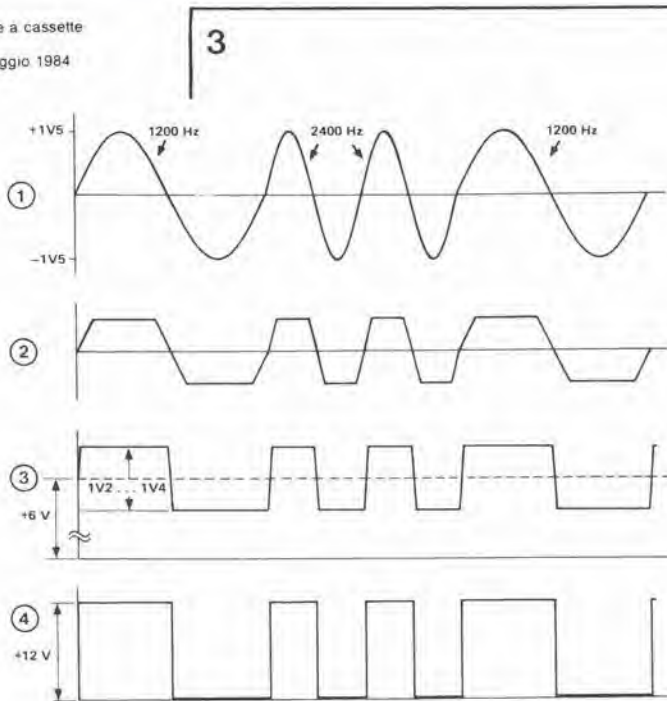 e a cassette
ggio 1984
3
+1V5
1200 Hz
2400 Hz
1200 Hz
1
−1V5
2
3
1V2 ... 1V4
+6 V
4
+12 V